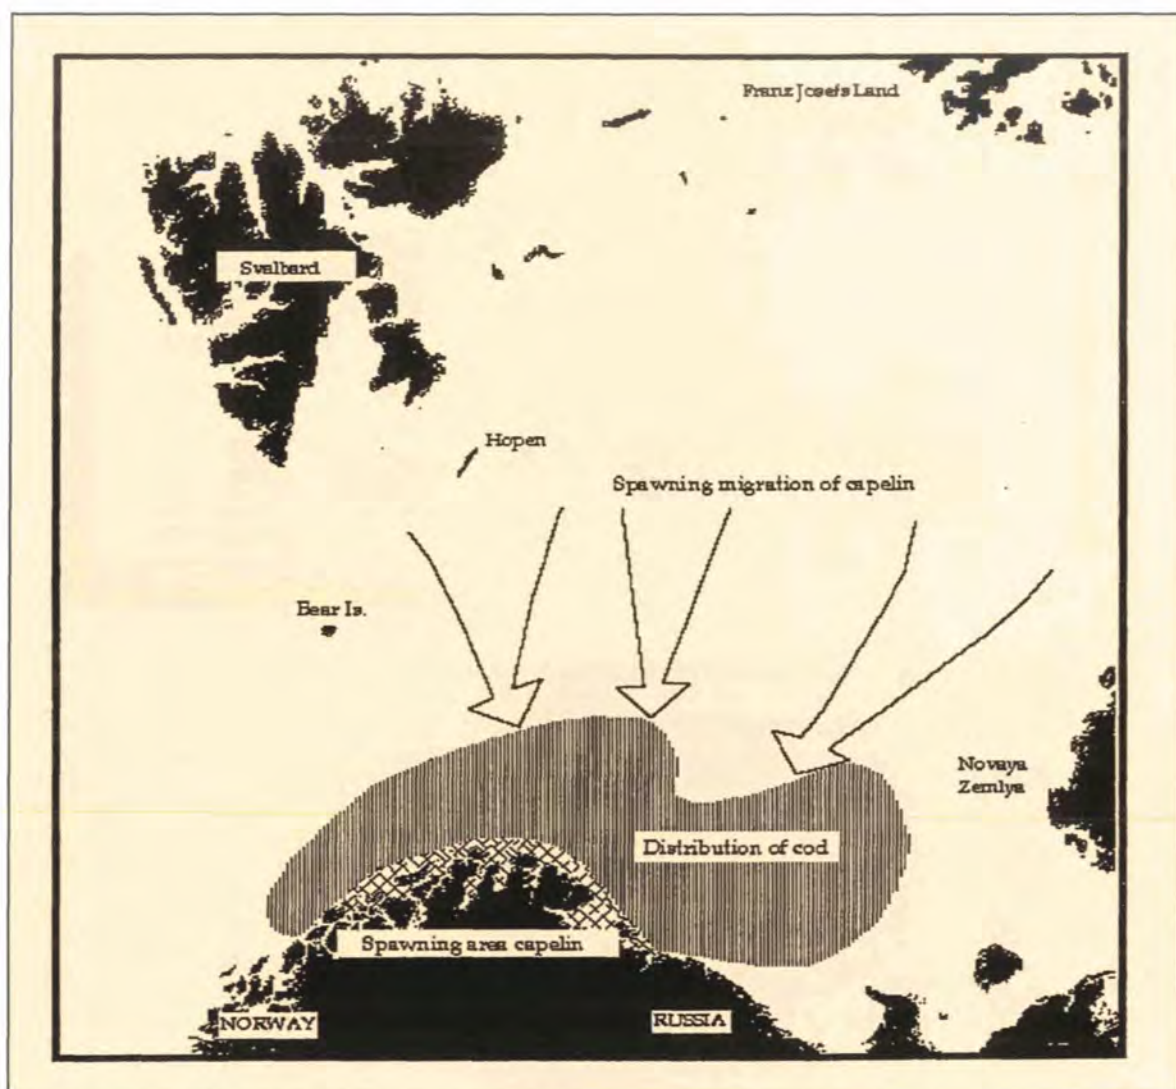 Franz Josefs Land
Svalbard
Hopen
Spawning migration of capelin
Bear Is.
Novaya
Zemlya
Distribution of cod
Spawning area capelin
NORWAY
RUSSIA